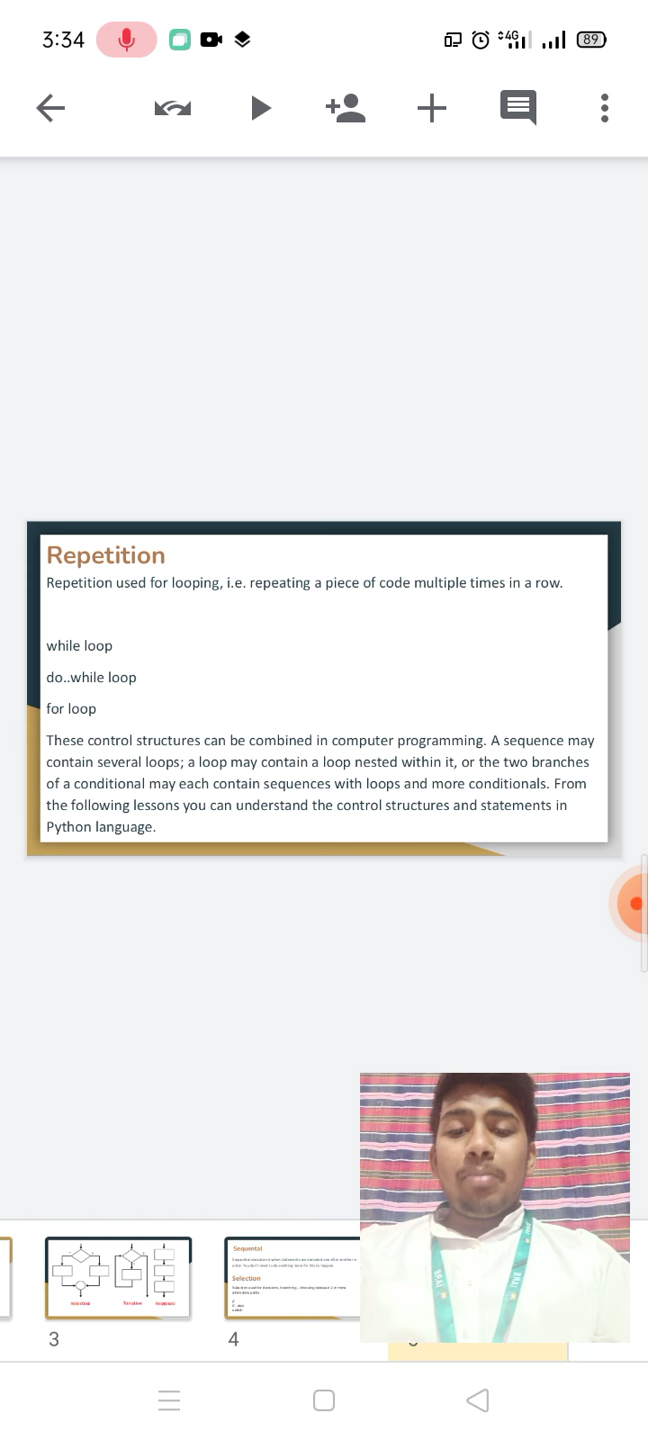 3:34
4G
89
Repetition
Repetition used for looping, i.e. repeating a piece of code multiple times in a row.
while loop
do..while loop
for loop
These control structures can be combined in computer programming. A sequence may
contain several loops; a loop may contain a loop nested within it, or the two branches
of a conditional may each contain sequences with loops and more conditionals. From
the following lessons you can understand the control structures and statements in
Python language.
Sequental
Selection
3
4